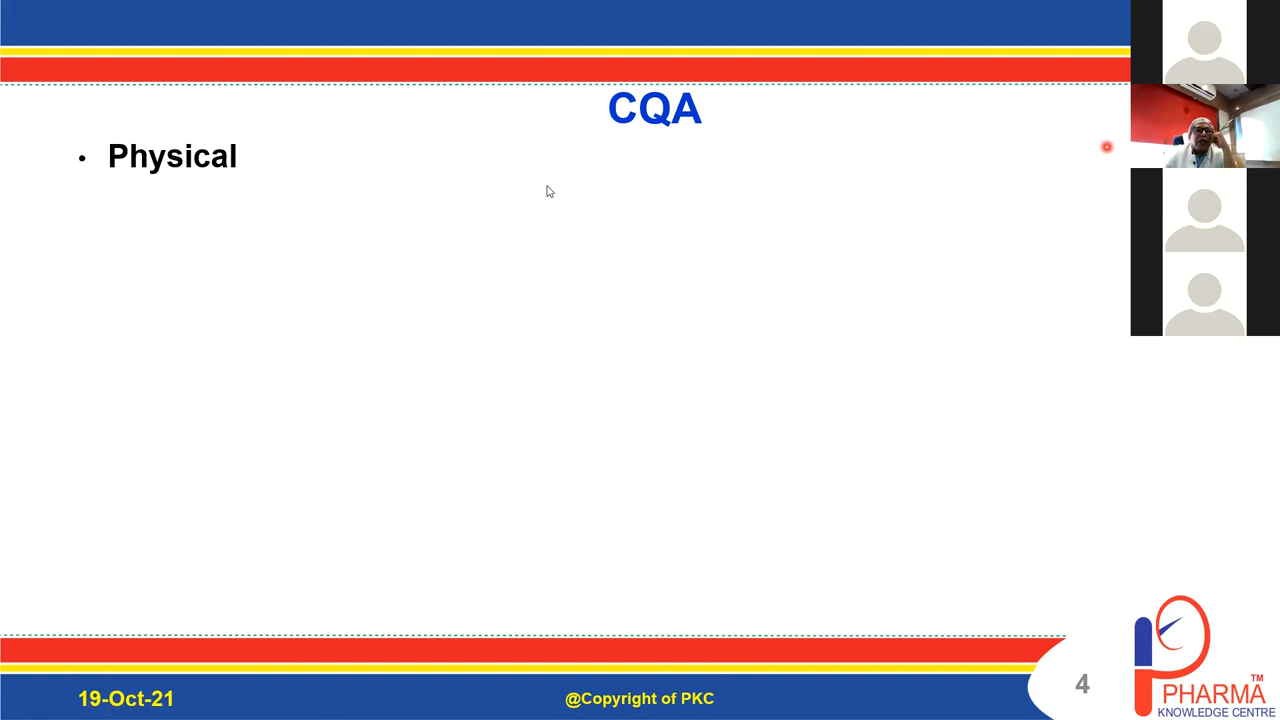 CQA
• Physical
19-Oct-21
@Copyright of PKC
4
PHARMA TM
KNOWLEDGE CENTRE